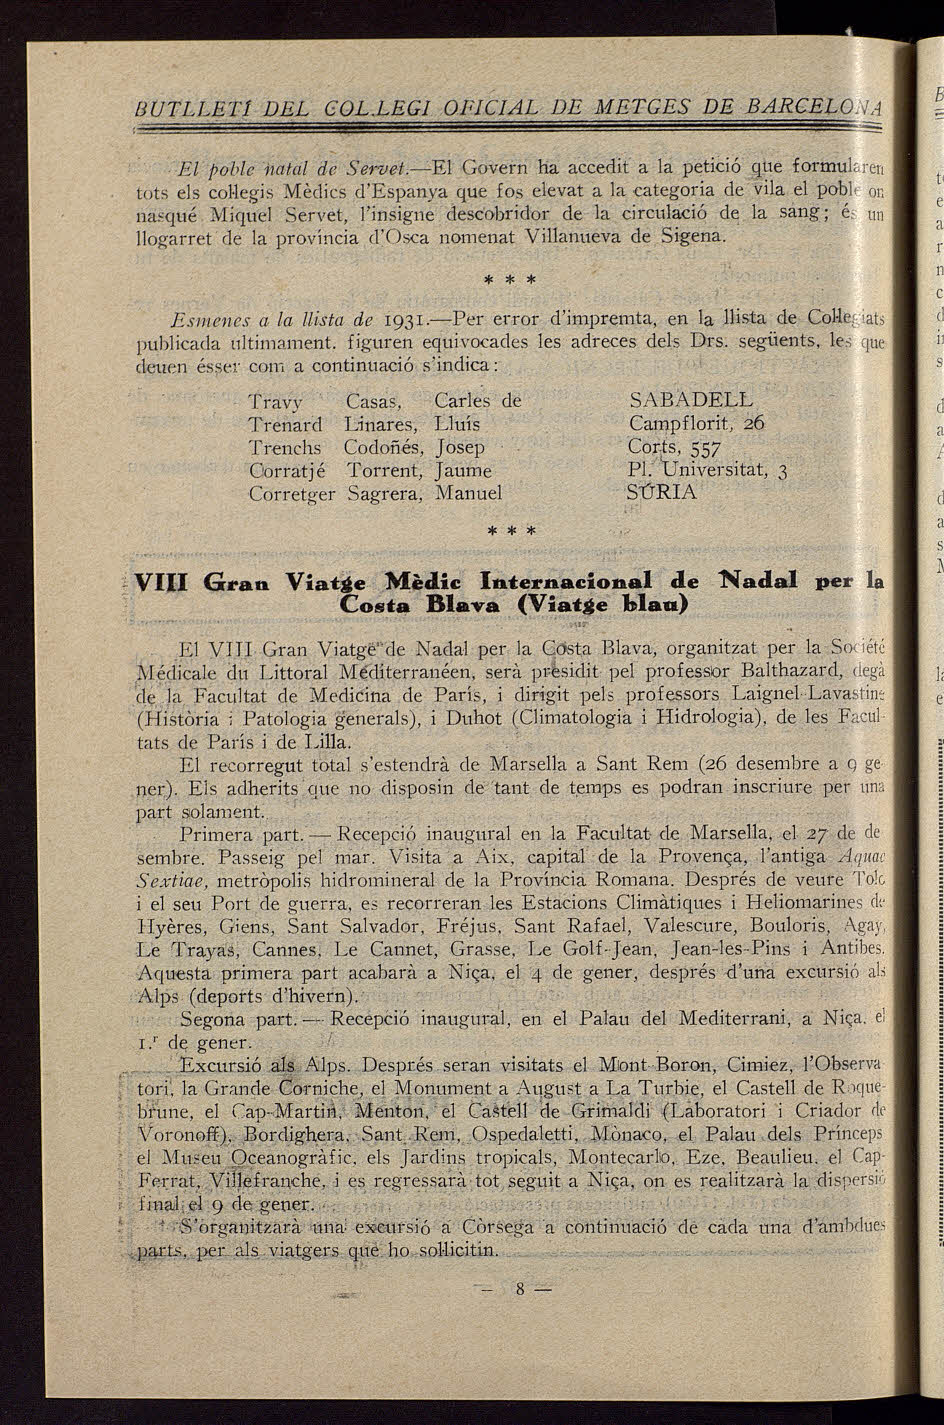 BUTLLETÍ DEL COL.LEGI OFICIAL DE METGES DE BARCELONA
El poble natal de Servet.—El Govern ha accedit a la petició que formularen
tots els col·legis Mèdics d'Espanya que fos elevat a la categoria de vila el poble on
nasqué Miquel Servet, l'insigne descobridor de la circulació de la sang; és un
llogarret de la província d'Osca nomenat Villanueva de Sigena.
* * *
Esmenes a la llista de 1931.—Per error d'impremta, en la llista de Col·legiats
publicada ultimament. figuren equivocades les adreces dels Drs. següents, les que
deuen ésser com a continuació s'indica:
Travy Casas, Carles de SABADELL
Trenard Linares, Lluís Campflorit, 26
Trenchs Codoñés, Josep Corts, 557
Corratjé Torrent, Jaume Pl. Universitat, 3
Corretger Sagrera, Manuel SÚRIA
* * *
VIII Gran Viatge Mèdic Internacional de Nadal per la
Costa Blava (Viatge blau)
El VIII Gran Viatge de Nadal per la Costa Blava, organitzat per la Société
Médicale du Littoral Méditerranéen, serà presidit pel professor Balthazard, degà
de la Facultat de Medicina de París, i dirigit pels professors Laignel-Lavastine
(Història i Patologia generals), i Duhot (Climatologia i Hidrologia), de les Facul-
tats de París i de Lilla.
El recorregut total s'estendrà de Marsella a Sant Rem (26 desembre a 9 ge-
ner). Els adherits que no disposin de tant de temps es podran inscriure per una
part solament.
Primera part. — Recepció inaugural en la Facultat de Marsella, el 27 de de
sembre. Passeig pel mar. Visita a Aix, capital de la Provença, l'antiga Aquae
Sextiae, metròpolis hidromineral de la Província Romana. Després de veure Toló
i el seu Port de guerra, es recorreran les Estacions Climàtiques i Heliomarines de
Hyères, Giens, Sant Salvador, Fréjus, Sant Rafael, Valescure, Bouloris, Agay,
Le Trayas, Cannes, Le Cannet, Grasse, Le Golf-Jean, Jean-les-Pins i Antibes.
Aquesta primera part acabarà a Niça, el 4 de gener, després d'una excursió als
Alps (deports d'hivern).
Segona part. — Recepció inaugural, en el Palau del Mediterrani, a Niça, el
1.r de gener.
Excursió als Alps. Després seran visitats el Mont-Boron, Cimiez, l'Observa
tori, la Grande Corniche, el Monument a August a La Turbie, el Castell de Roque-
brune, el Cap-Martin, Menton, el Castell de Grimaldi (Laboratori i Criador de
Voronoff), Bordighera, Sant Rem, Ospedaletti, Mònaco, el Palau dels Prínceps
el Museu Oceanogràfic, els Jardins tropicals, Montecarlo, Eze, Beaulieu, el Cap-
Ferrat, Villefranche, i es regressarà tot seguit a Niça, on es realitzarà la dispersió
final el 9 de gener.
S'organitzarà una excursió a Còrsega a continuació de cada una d'ambdues
parts, per als viatgers que ho sol·licitin.
— 8 —